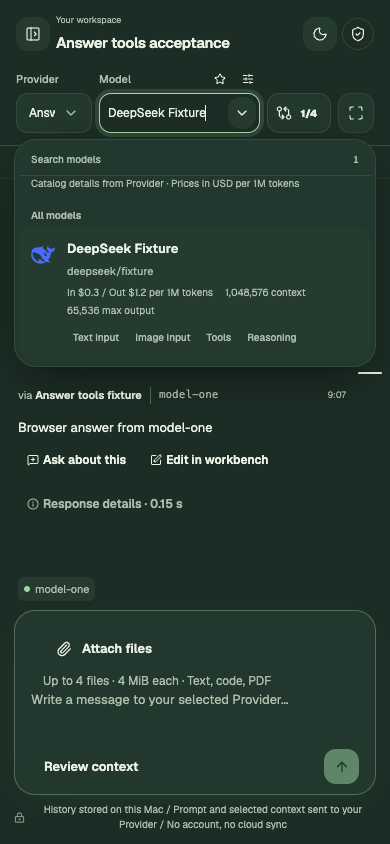 Your workspace
Answer tools acceptance
Provider
Model
Answ
DeepSeek Fixture
1/4
Search models
1
Catalog details from Provider · Prices in USD per 1M tokens
All models
DeepSeek Fixture
deepseek/fixture
In $0.3 / Out $1.2 per 1M tokens 1,048,576 context
65,536 max output
Text input Image input Tools Reasoning
via Answer tools fixture model-one 9:07
Browser answer from model-one
Ask about this Edit in workbench
Response details · 0.15 s
model-one
Attach files
Up to 4 files · 4 MiB each · Text, code, PDF
Write a message to your selected Provider...
Review context
History stored on this Mac / Prompt and selected context sent to your
Provider / No account, no cloud sync